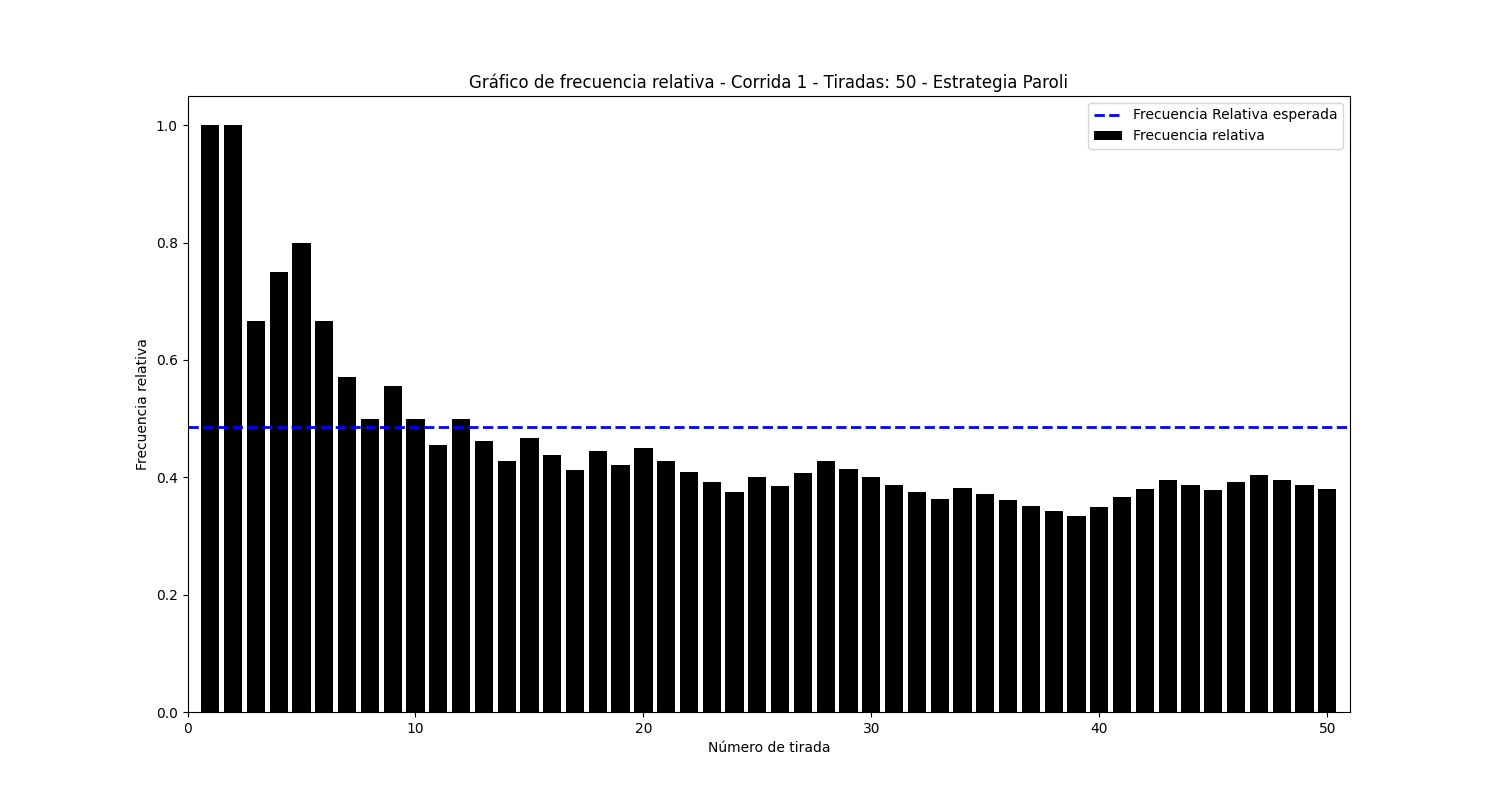 Gráfico de frecuencia relativa - Corrida 1 - Tiradas: 50 - Estrategia Paroli
Frecuencia Relativa esperada
Frecuencia relativa
1.0
0.8
0.6
0.4
0.2
0.0
Frecuencia relativa
0 10 20 30 40 50
Número de tirada